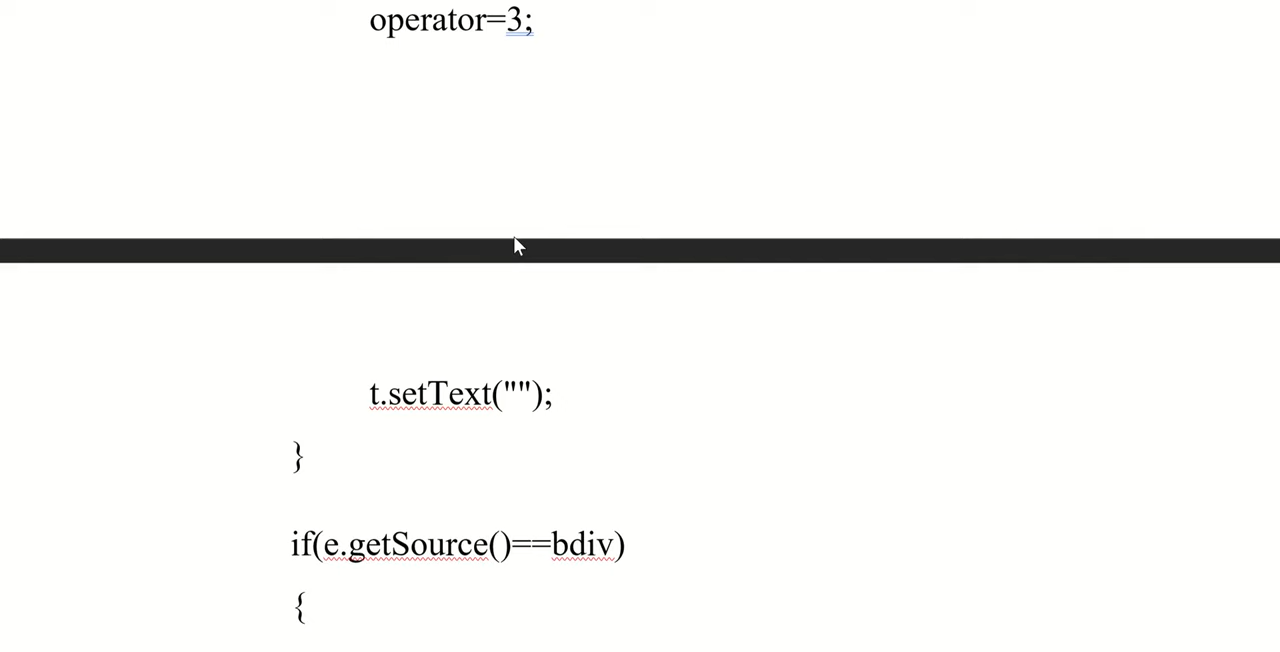 operator=3;
t.setText("");
}
if(e.getSource()==bdiv)
{